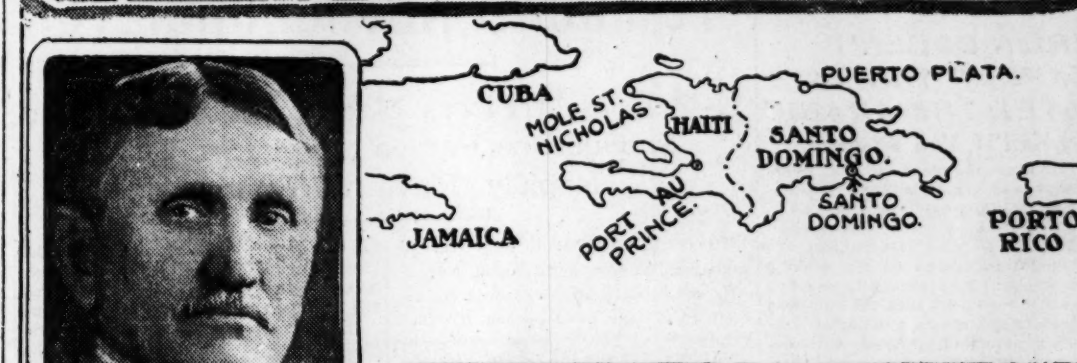 CUBA
MOLE ST.
NICHOLAS
HAITI
PUERTO PLATA.
SANTO
DOMINGO.
SANTO
DOMINGO.
PORT AU
PRINCE.
JAMAICA
PORTO
RICO